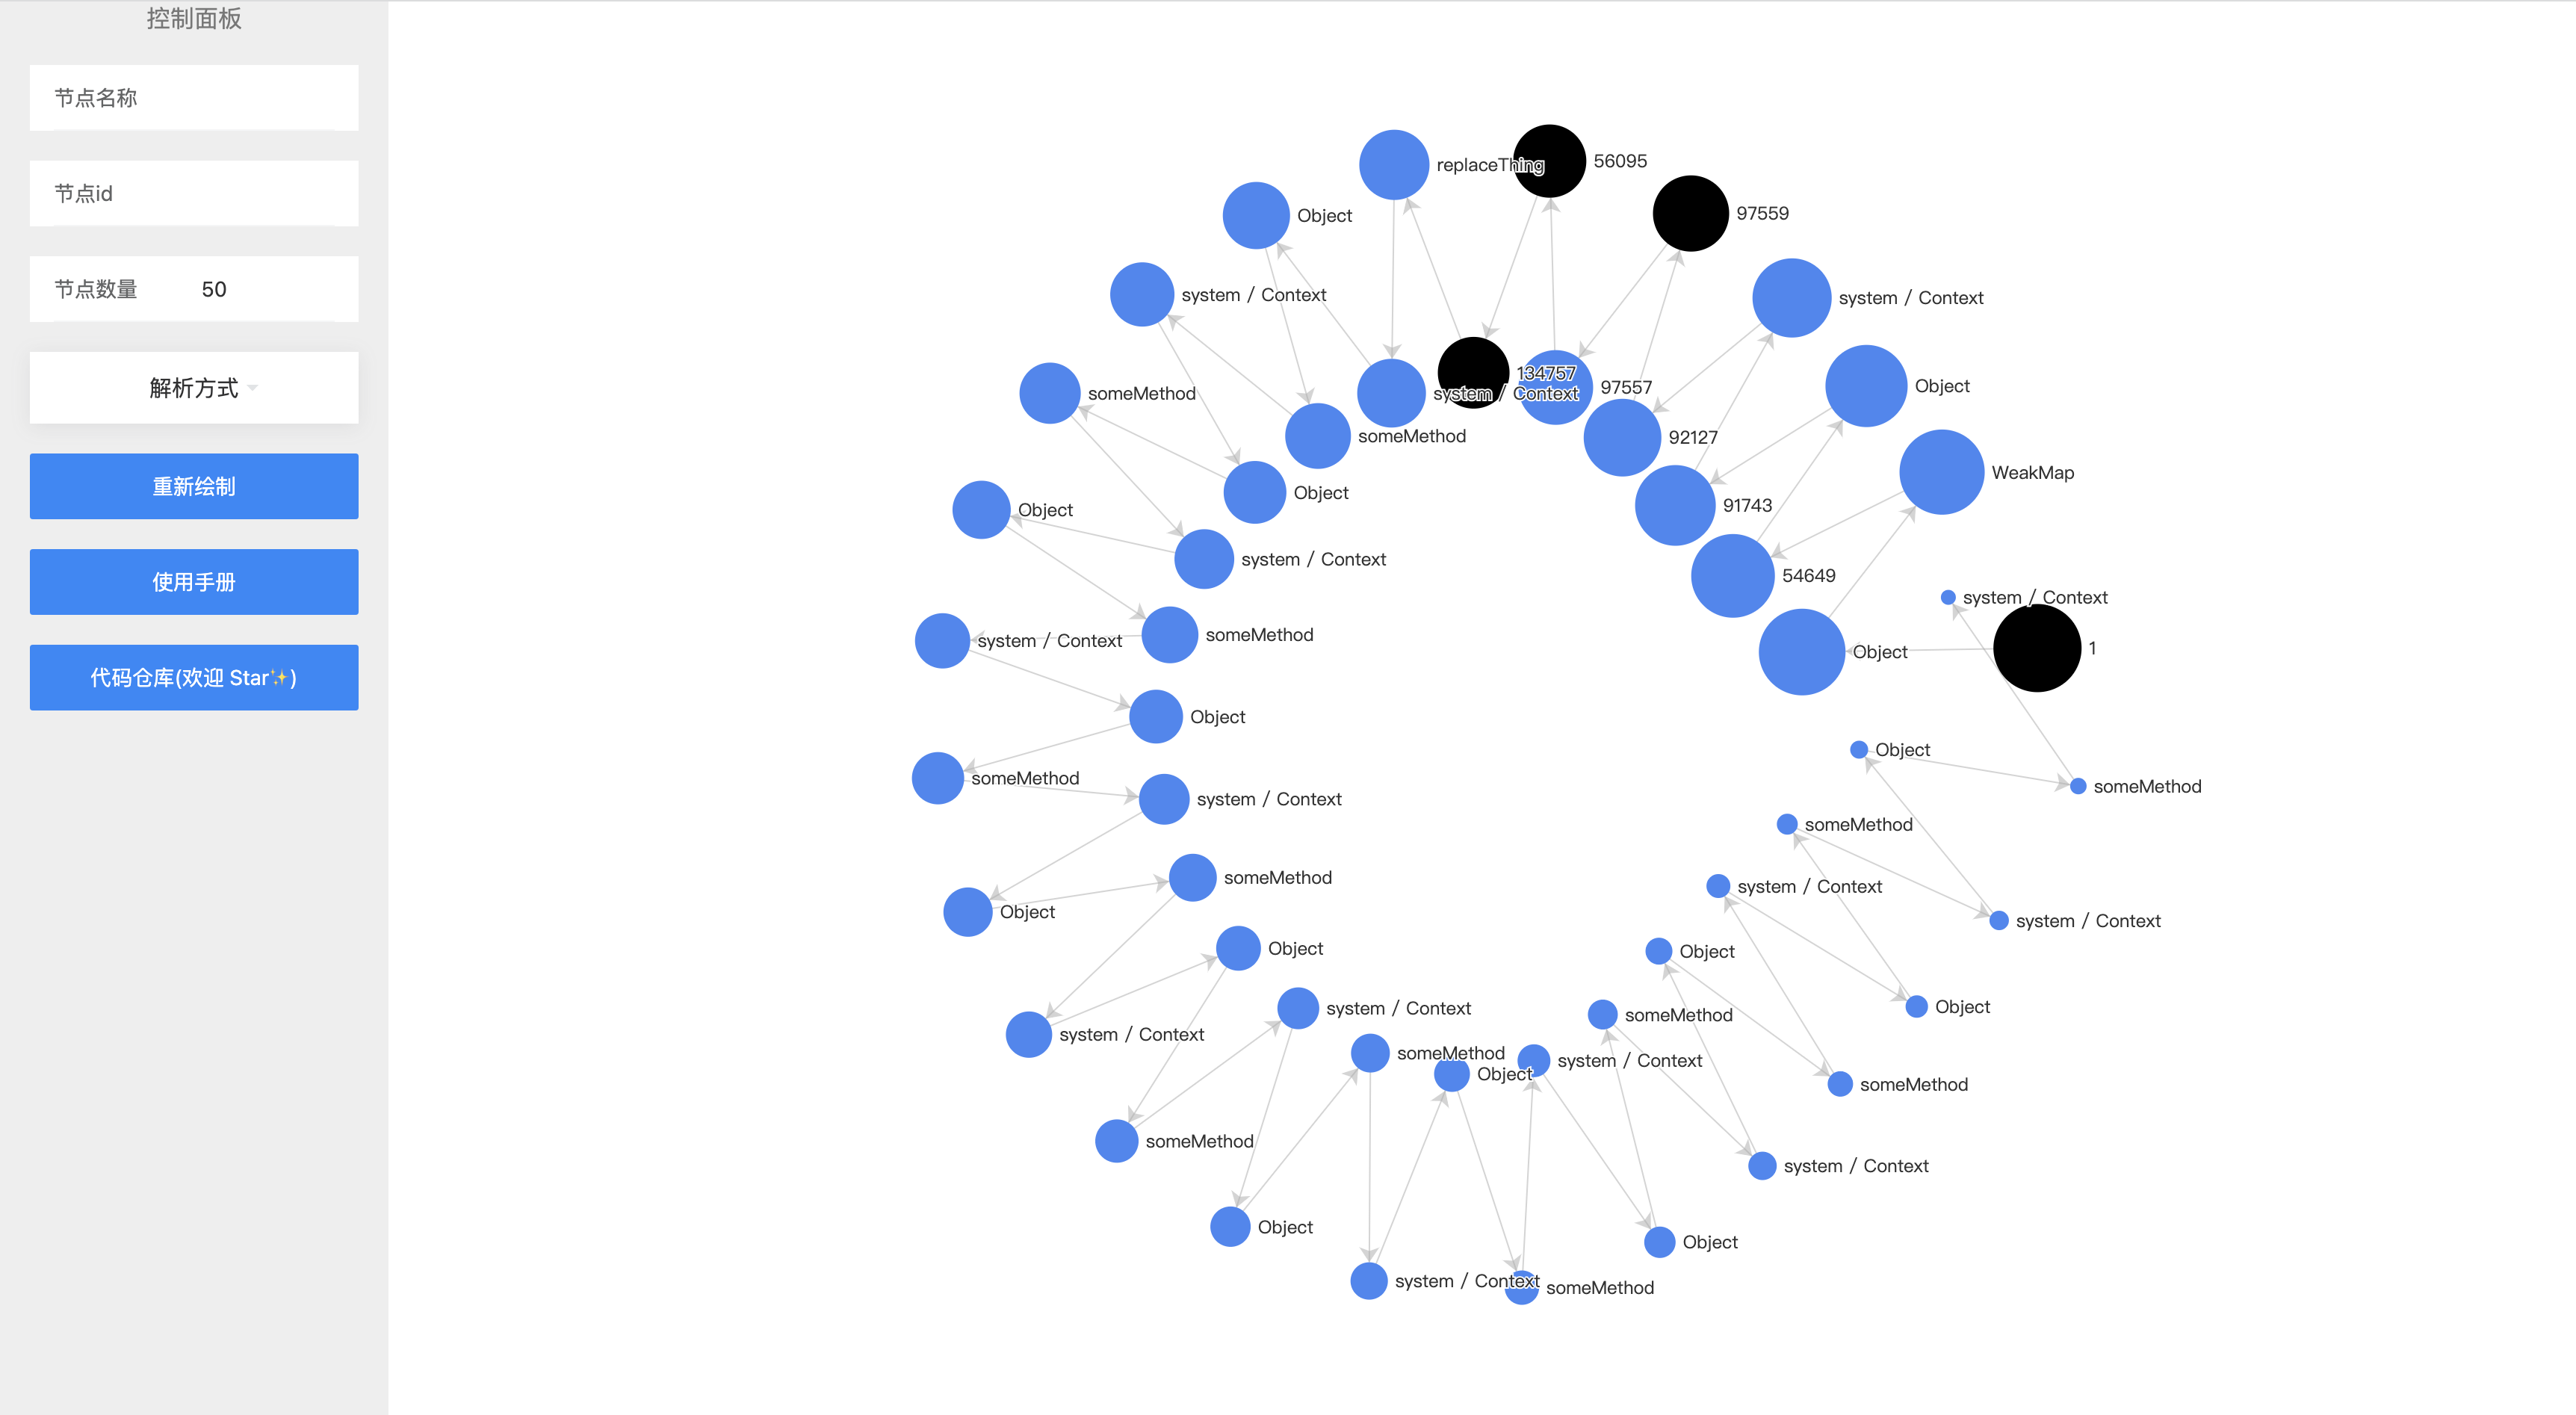 控制面板
节点名称
节点id
节点数量 50
解析方式
重新绘制
使用手册
代码仓库(欢迎 Star✨)
replaceThing
56095
97559
Object
system / Context
system / Context
134757
97557
Object
someMethod
system / Context
someMethod
92127
WeakMap
Object
91743
Object
system / Context
54649
system / Context
someMethod
system / Context
1
Object
Object
Object
someMethod
someMethod
system / Context
someMethod
system / Context
someMethod
Object
system / Context
Object
Object
system / Context
Object
someMethod
system / Context
someMethod
system / Context
Object
someMethod
someMethod
system / Context
Object
Object
system / Context
someMethod